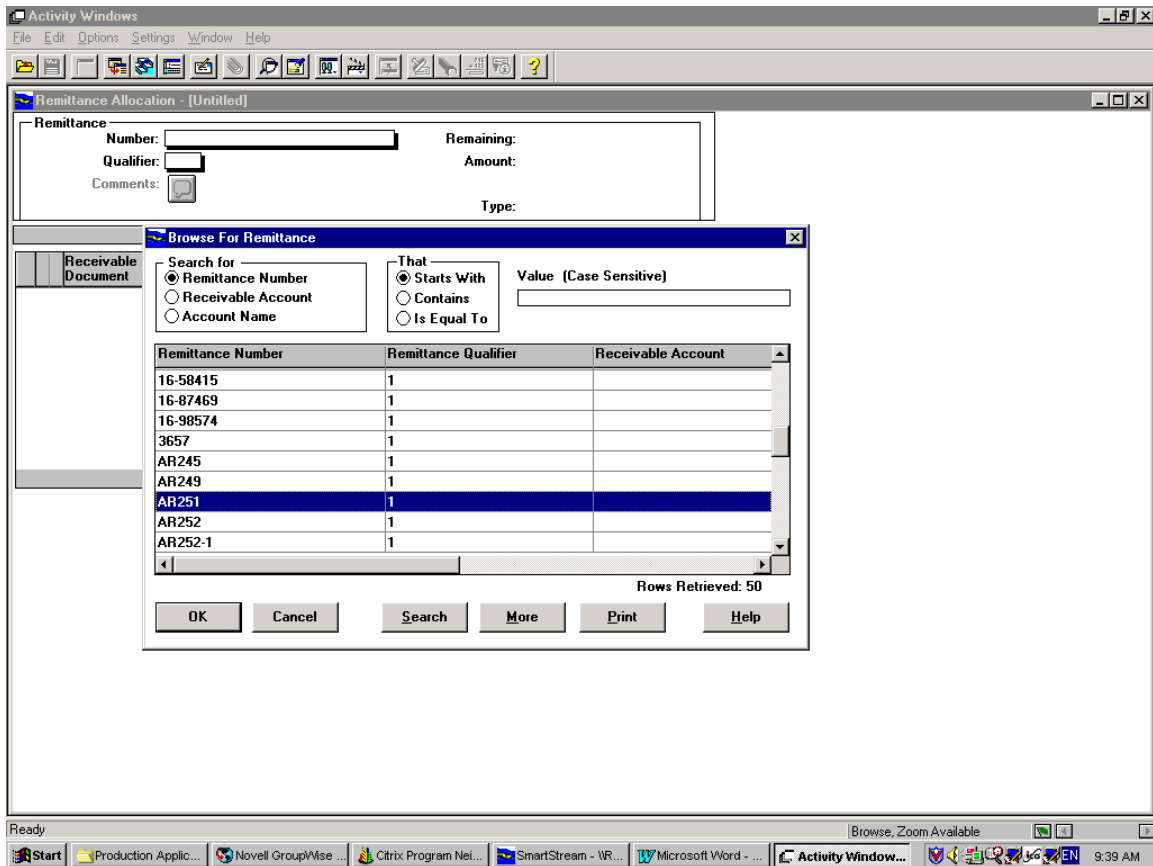 Activity Windows
File Edit Options Settings Window Help
Remittance Allocation - [Untitled]
Remittance
Number: Remaining:
Qualifier: Amount:
Comments:
Type:
Browse For Remittance
Receivable Document
Search for
Remittance Number
Receivable Account
Account Name
That
Starts With
Contains
Is Equal To
Value (Case Sensitive)
Remittance Number Remittance Qualifier Receivable Account
16-58415 1
16-87469 1
16-98574 1
3657 1
AR245 1
AR249 1
AR251 1
AR252 1
AR252-1 1
Rows Retrieved: 50
OK Cancel Search More Print Help
Ready Browse, Zoom Available
Start Production Applic... Novell GroupWise ... Citrix Program Nei... SmartStream - \R... Microsoft Word - ... Activity Window... EN 9:39 AM